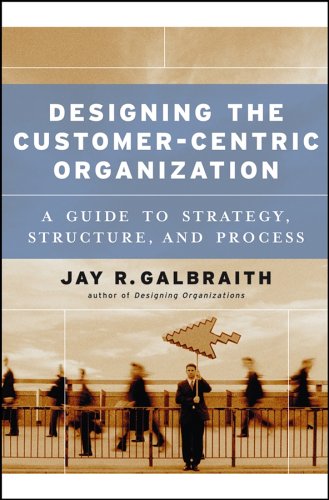 DESIGNING THE
CUSTOMER-CENTRIC
ORGANIZATION
A GUIDE TO STRATEGY,
STRUCTURE, AND PROCESS
JAY R. GALBRAITH
author of Designing Organizations